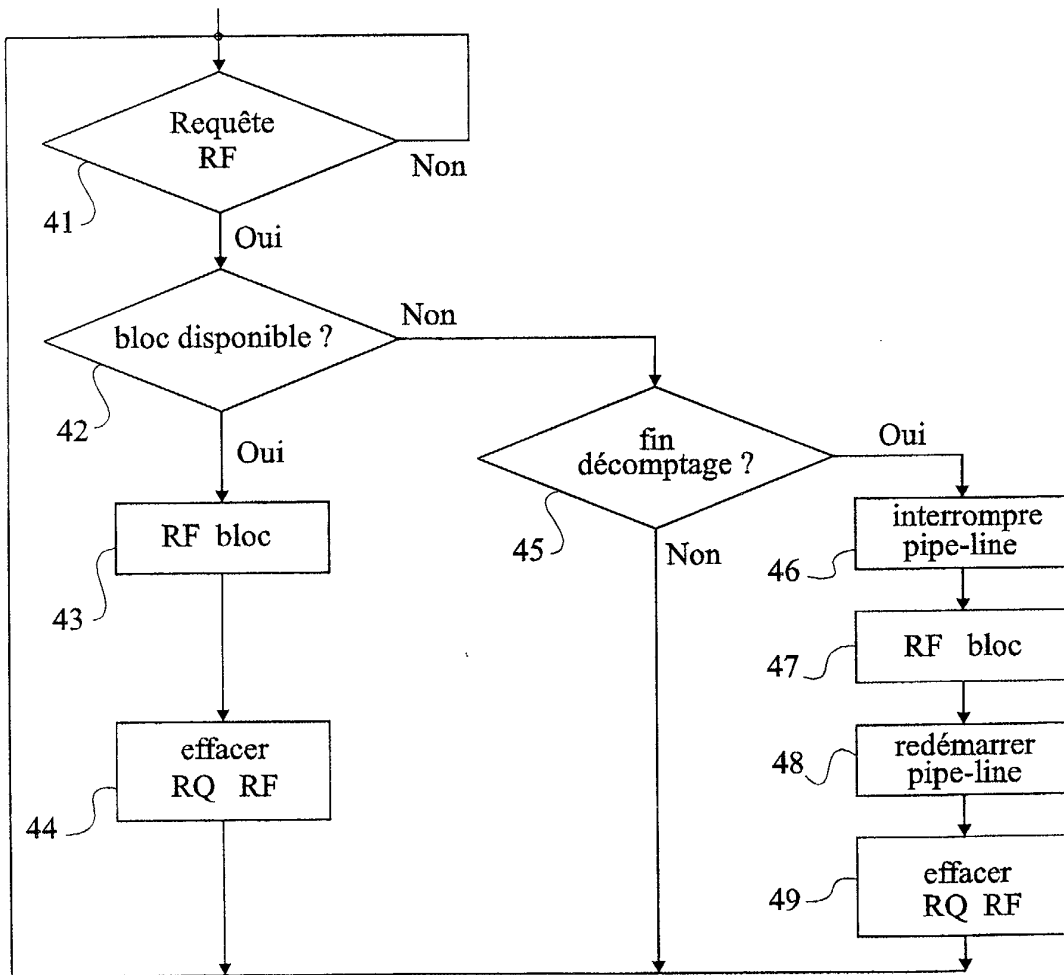 Requête
RF
Non
41
Oui
bloc disponible ?
Non
42
Oui
fin
décomptage ?
Oui
45
Non
RF bloc
43
interrompre
pipe-line
46
RF bloc
47
effacer
RQ RF
44
redémarrer
pipe-line
48
effacer
RQ RF
49